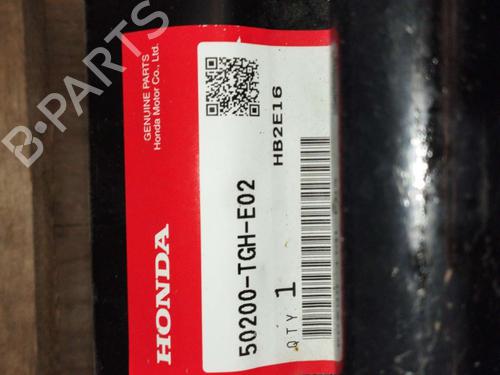 GENUINE PARTS
Honda Motor Co., Ltd.
HONDA
HB2E16
50200-TGH-E02
QTY 1
B-PARTS